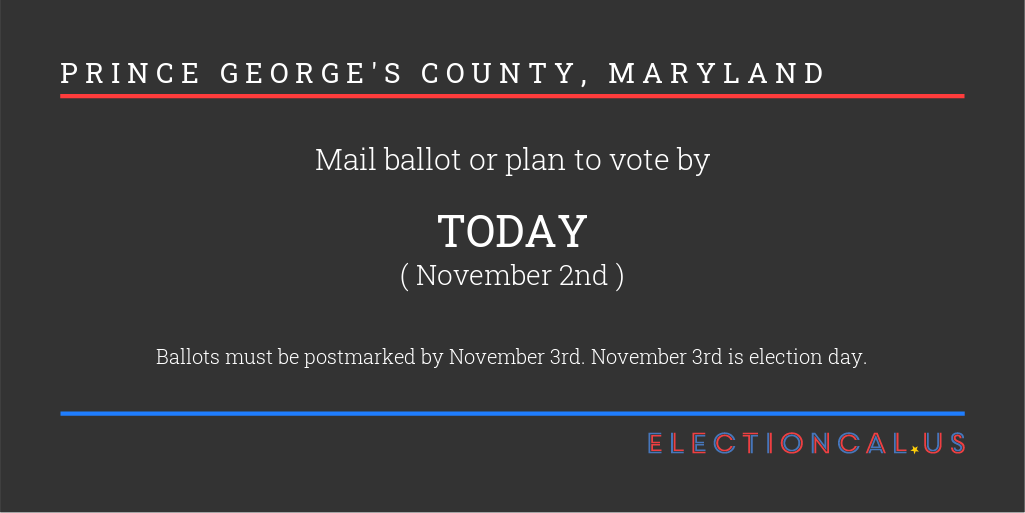 PRINCE GEORGE'S COUNTY, MARYLAND
Mail ballot or plan to vote by
TODAY
( November 2nd )
Ballots must be postmarked by November 3rd. November 3rd is election day.
ELECTIONCAL.US